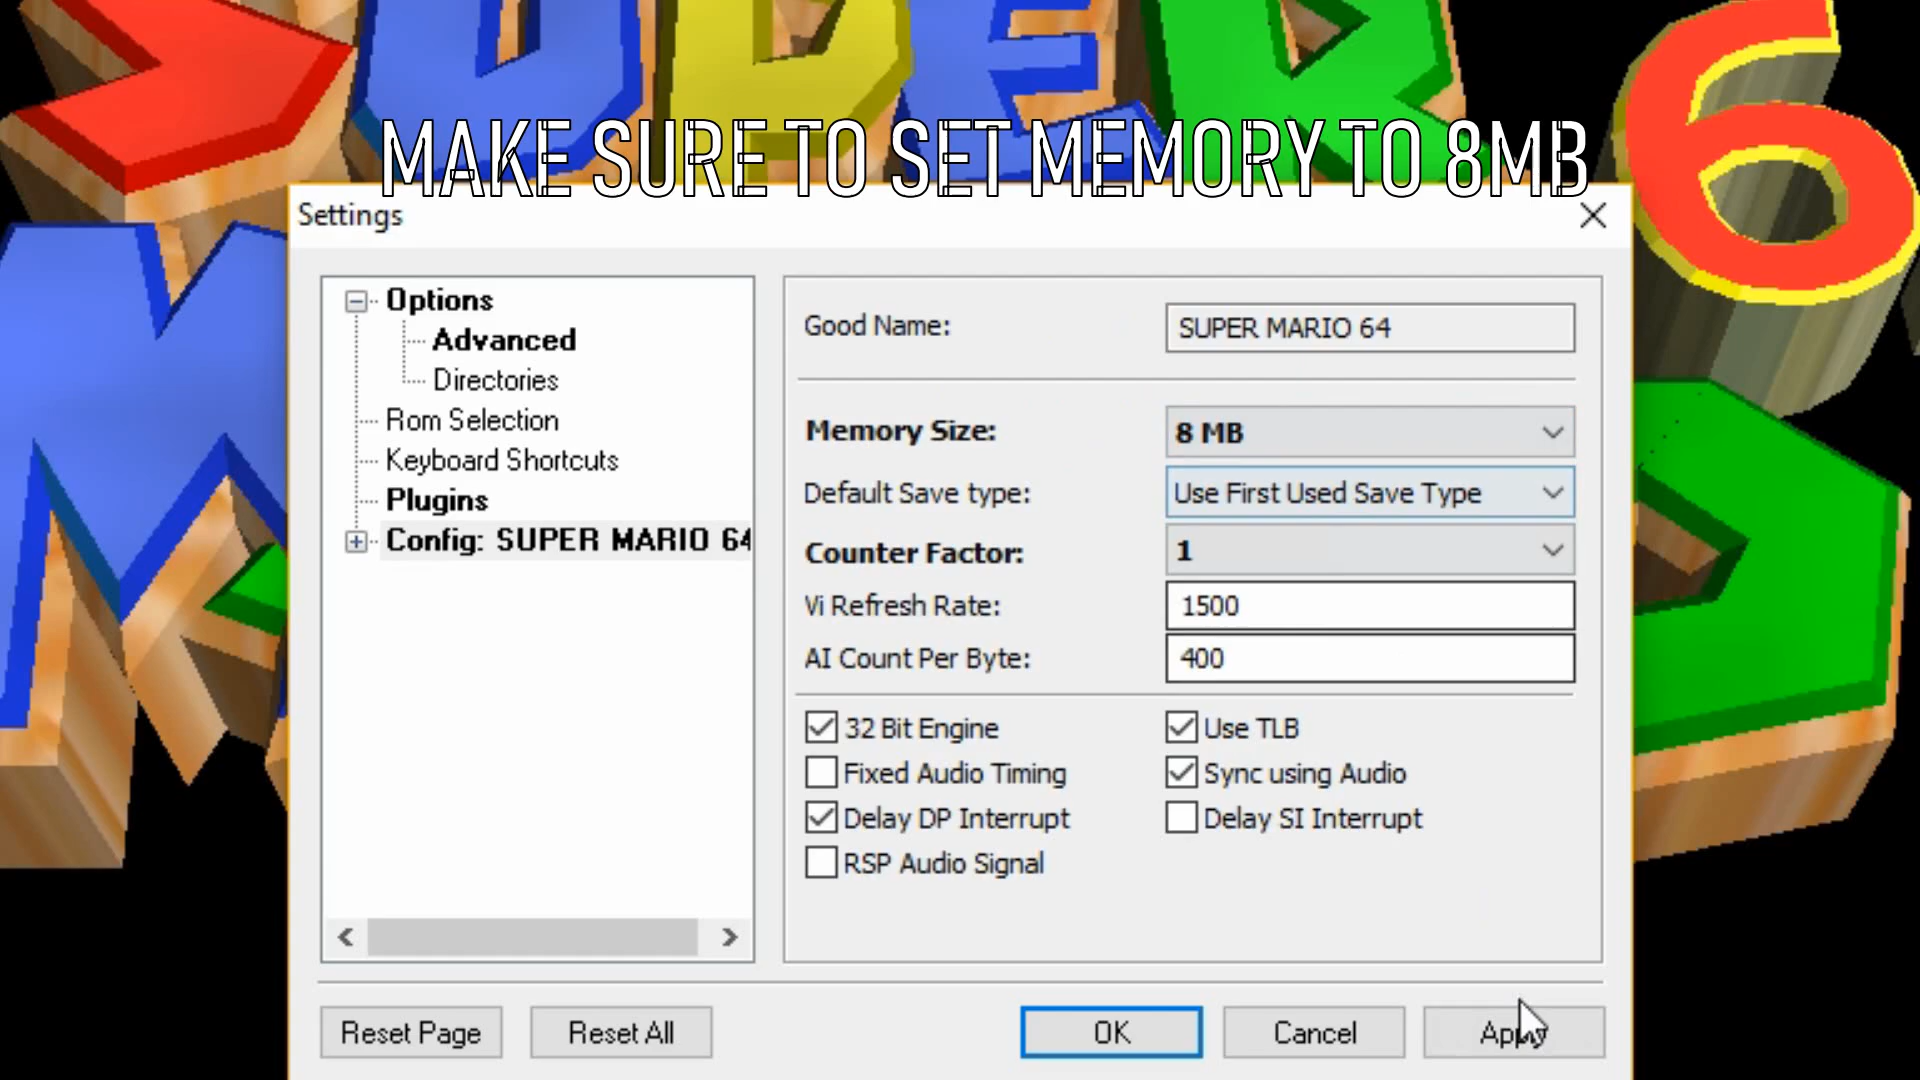 SUPER
6
MAKE SURE TO SET MEMORY TO 8MB
Settings
Options
Advanced
Directories
Rom Selection
Keyboard Shortcuts
Plugins
Config: SUPER MARIO 64
Good Name:
SUPER MARIO 64
Memory Size:
8 MB
Default Save type:
Use First Used Save Type
Counter Factor:
1
Vi Refresh Rate:
1500
AI Count Per Byte:
400
32 Bit Engine
Use TLB
Fixed Audio Timing
Sync using Audio
Delay DP Interrupt
Delay SI Interrupt
RSP Audio Signal
Reset Page
Reset All
OK
Cancel
Apply